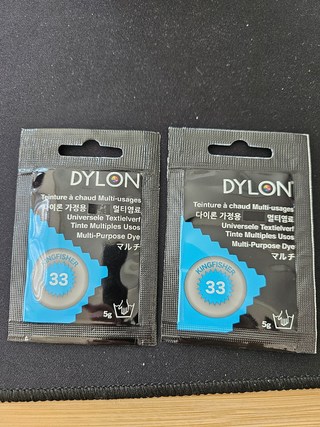 DYLON
Teinture à chaud Multi-usages
다이론 가정용 멀티염료
Universele Textielverf
Tinte Multiples Usos
Multi-Purpose Dye
マルチ
KINGFISHER
33
5g
DYLON
Teinture à chaud Multi-usages
다이론 가정용 멀티염료
Universele Textielverf
Tinte Multiples Usos
Multi-Purpose Dye
マルチ
KINGFISHER
33
5g